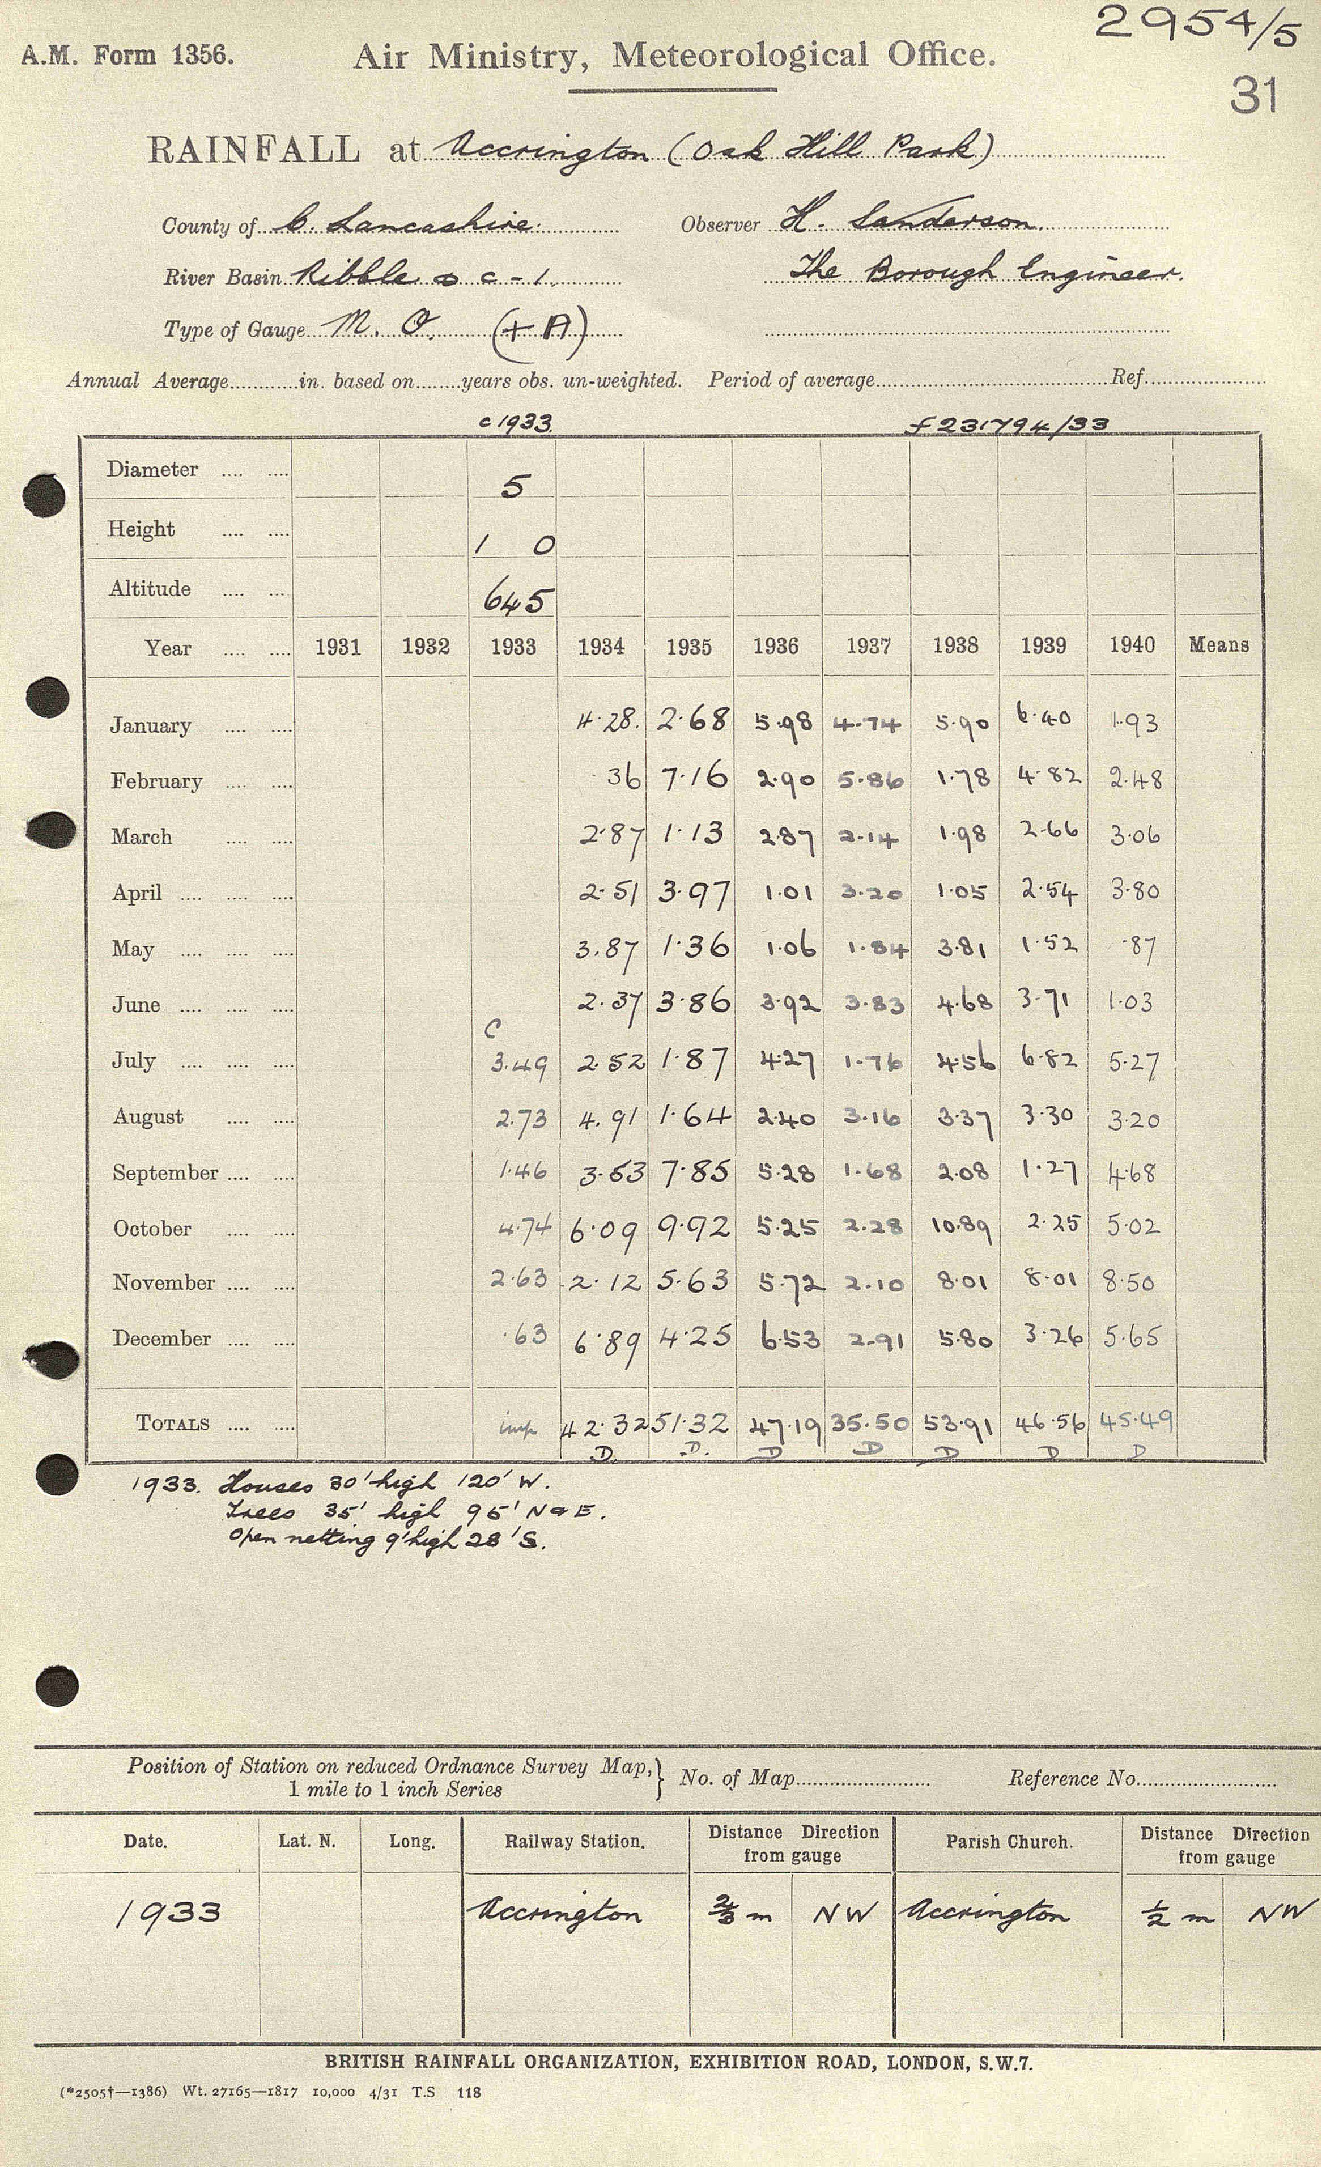 2954/5
A.M. Form 1356. Air Ministry, Meteorological Office.
31
RAINFALL at Accrington (Oak Hill Park)
County of C. Lancashire. Observer H. Sanderson.
River Basin Ribble c - 1. The Borough Engineer.
Type of Gauge M. O. (+ A)
Annual Average in. based on years obs. un-weighted. Period of average Ref.
c 1933 f 231794/33
Diameter 5
Height 1 0
Altitude 645
Year 1931 1932 1933 1934 1935 1936 1937 1938 1939 1940 Means
January 4.28. 2.68 5.98 4.74 5.90 6.40 1.93
February .36 7.16 2.90 5.86 1.78 4.82 2.48
March 2.87 1.13 2.87 2.14 1.98 2.66 3.06
April 2.51 3.97 1.01 3.20 1.05 2.54 3.80
May 3.87 1.36 1.06 1.84 3.81 1.52 .87
June 2.37 3.86 3.92 3.83 4.68 3.71 1.03
C
July 3.49 2.52 1.87 4.27 1.76 4.56 6.82 5.27
August 2.73 4.91 1.64 2.40 3.16 3.37 3.30 3.20
September 1.46 3.53 7.85 5.28 1.68 2.08 1.27 4.68
October 4.74 6.09 9.92 5.25 2.28 10.89 2.25 5.02
November 2.63 2.12 5.63 5.72 2.10 8.01 8.01 8.50
December .63 6.89 4.25 6.53 2.91 5.80 3.26 5.65
TOTALS imp 42.32 51.32 47.19 35.50 53.91 46.56 45.49
D. D. D D D D D
1933. Houses 30' high 120' W.
Trees 35' high 95' N & E.
Open netting 9' high 28' S.
Position of Station on reduced Ordnance Survey Map, 1 mile to 1 inch Series } No. of Map Reference No.
Date. Lat. N. Long. Railway Station. Distance Direction from gauge Parish Church. Distance Direction from gauge
1933 Accrington 2/3 m NW Accrington 1/2 m NW
BRITISH RAINFALL ORGANIZATION, EXHIBITION ROAD, LONDON, S.W.7.
(*2505†—1386) Wt. 27165—1817 10,000 4/31 T.S 118